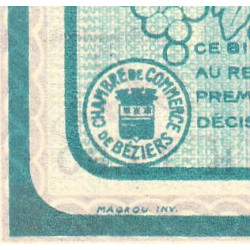 CE BI
AU RE
PREM
DÉCIS
CHAMBRE DE COMMERCE
DE BÉZIERS
MAGROU INV.